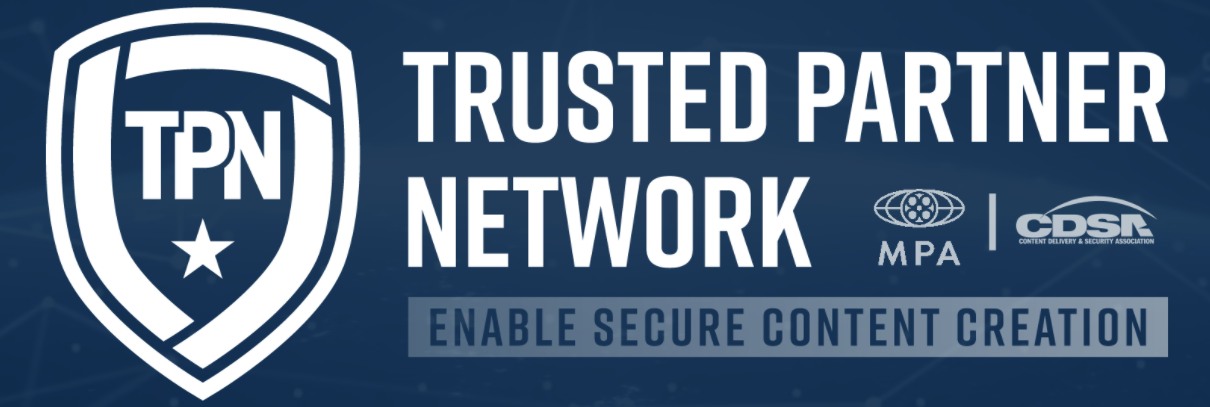 TPN
TRUSTED PARTNER
NETWORK
MPA
CDSA
CONTENT DELIVERY & SECURITY ASSOCIATION
ENABLE SECURE CONTENT CREATION